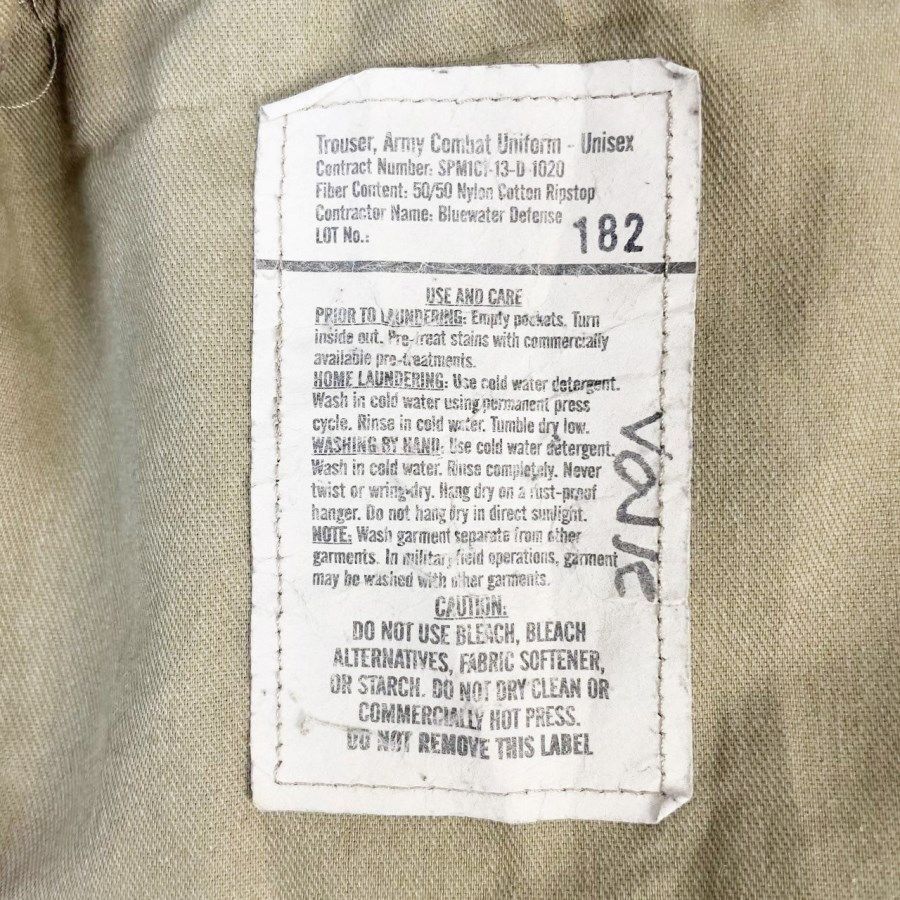 Trouser, Army Combat Uniform - Unisex
Contract Number: SPM1C1-13-D-1020
Fiber Content: 50/50 Nylon Cotton Ripstop
Contractor Name: Bluewater Defense
LOT No.: 182
USE AND CARE
PRIOR TO LAUNDERING: Empty pockets. Turn
inside out. Pre-treat stains with commercially
available pre-treatments.
HOME LAUNDERING: Use cold water detergent.
Wash in cold water using permanent press
cycle. Rinse in cold water. Tumble dry low.
WASHING BY HAND: Use cold water detergent.
Wash in cold water. Rinse completely. Never
twist or wring-dry. Hang dry on a rust-proof
hanger. Do not hang dry in direct sunlight.
NOTE: Wash garment separate from other
garments. In military field operations, garment
may be washed with other garments.
CAUTION:
DO NOT USE BLEACH, BLEACH
ALTERNATIVES, FABRIC SOFTENER,
OR STARCH. DO NOT DRY CLEAN OR
COMMERCIALLY HOT PRESS.
DO NOT REMOVE THIS LABEL